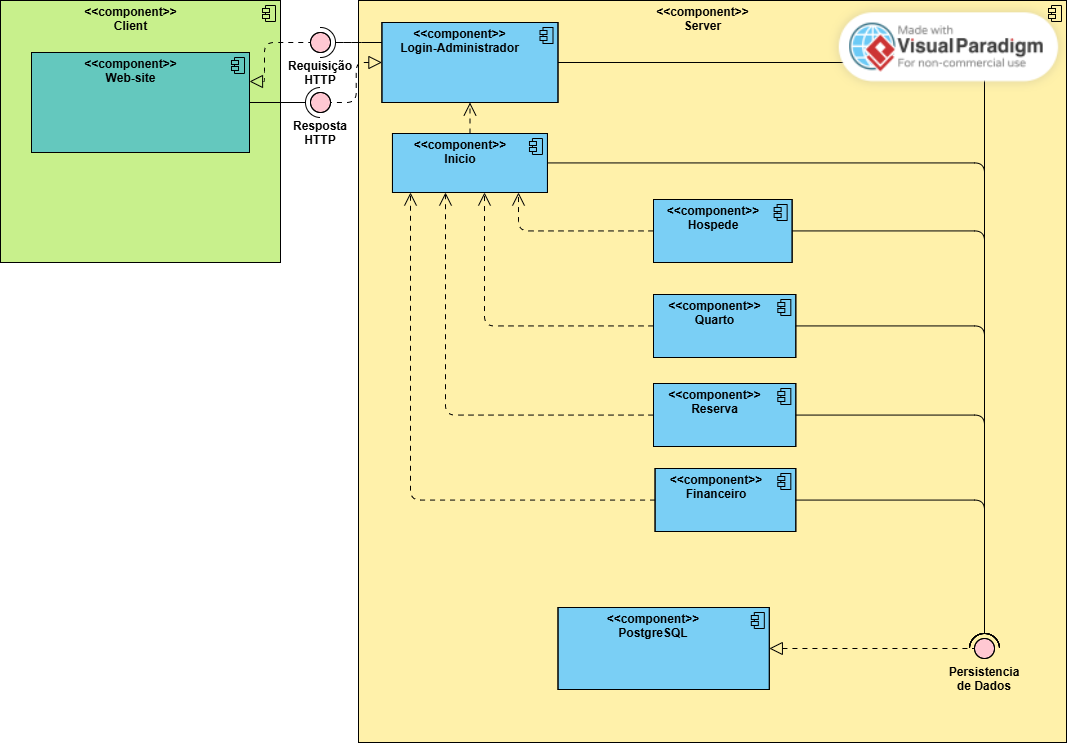 <<component>>
Client
<<component>>
Web-site
Requisição
HTTP
Resposta
HTTP
<<component>>
Server
<<component>>
Login-Administrador
Made with
Visual Paradigm
For non-commercial use
<<component>>
Inicio
<<component>>
Hospede
<<component>>
Quarto
<<component>>
Reserva
<<component>>
Financeiro
<<component>>
PostgreSQL
Persistencia
de Dados